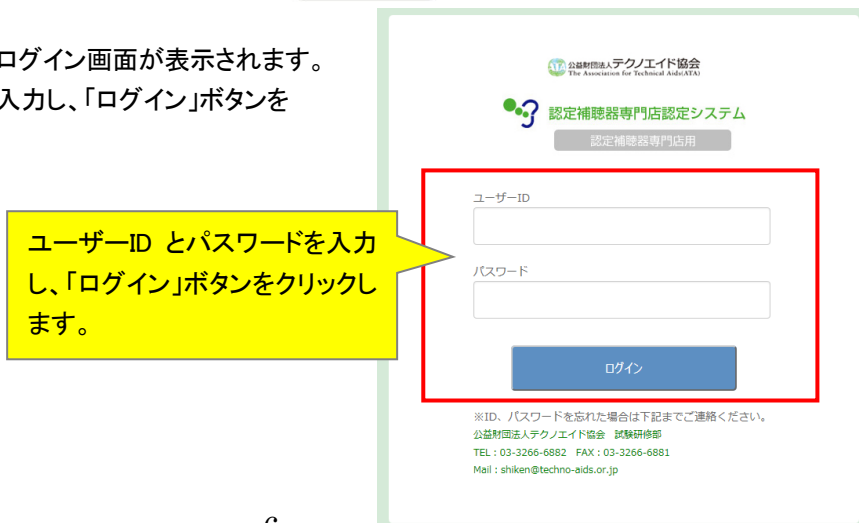 ログイン画面が表示されます。
入力し、「ログイン」ボタンを
公益財団法人テクノエイド協会
The Association for Technical Aids(ATA)
認定補聴器専門店認定システム
認定補聴器専門店用
ユーザーID とパスワードを入力
し、「ログイン」ボタンをクリックし
ます。
ユーザーID
パスワード
ログイン
※ID、パスワードを忘れた場合は下記までご連絡ください。
公益財団法人テクノエイド協会 試験研修部
TEL：03-3266-6882 FAX：03-3266-6881
Mail：shiken@techno-aids.or.jp